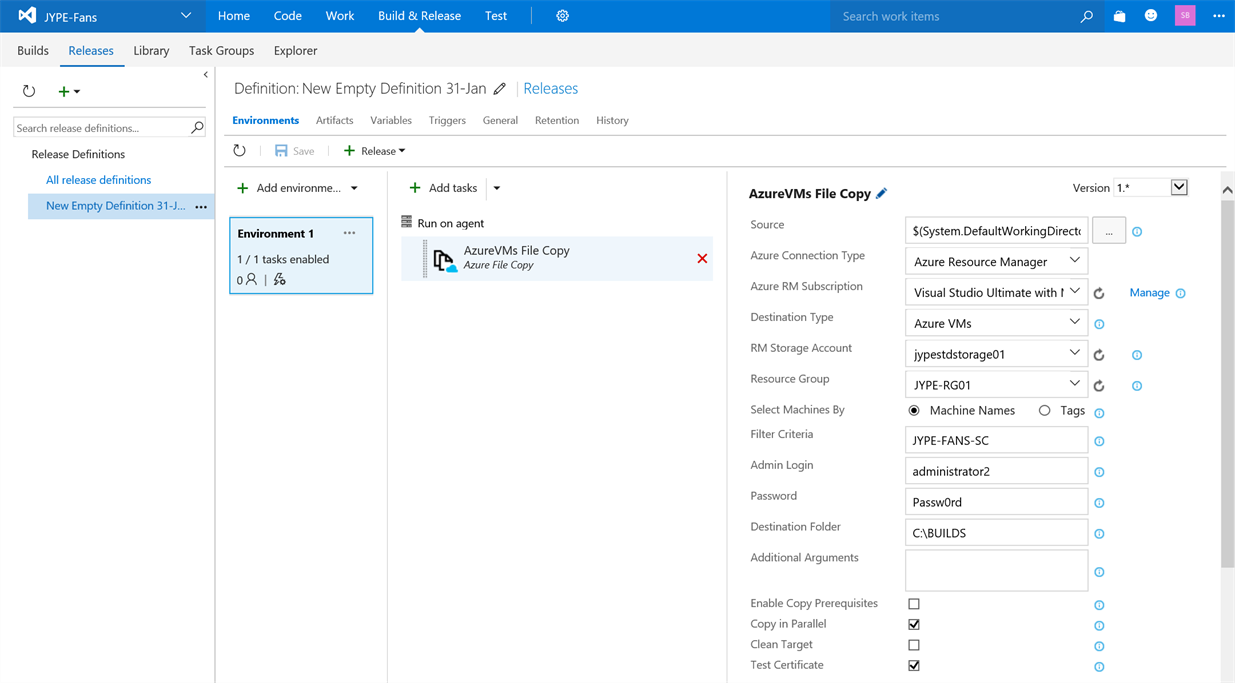 JYPE-Fans Home Code Work Build & Release Test Search work items SB
Builds Releases Library Task Groups Explorer
Definition: New Empty Definition 31-Jan | Releases
Search release definitions...
Release Definitions
All release definitions
New Empty Definition 31-J... ...
Environments Artifacts Variables Triggers General Retention History
Save Release
Add environme...
Environment 1 ...
1 / 1 tasks enabled
0
Add tasks
Run on agent
AzureVMs File Copy
Azure File Copy
AzureVMs File Copy Version 1.*
Source $(System.DefaultWorkingDirecto ...
Azure Connection Type Azure Resource Manager
Azure RM Subscription Visual Studio Ultimate with Manage
Destination Type Azure VMs
RM Storage Account jypestdstorage01
Resource Group JYPE-RG01
Select Machines By Machine Names Tags
Filter Criteria JYPE-FANS-SC
Admin Login administrator2
Password Passw0rd
Destination Folder C:\BUILDS
Additional Arguments
Enable Copy Prerequisites
Copy in Parallel
Clean Target
Test Certificate